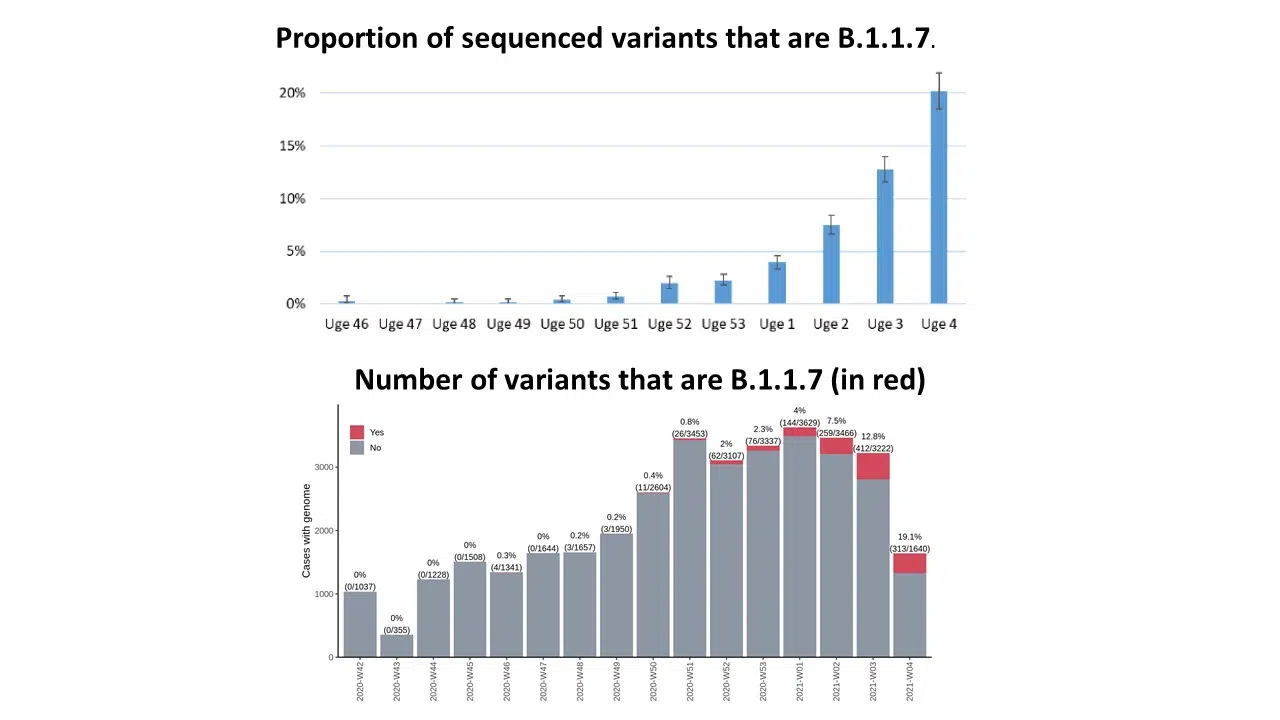 Proportion of sequenced variants that are B.1.1.7.
20%
15%
10%
5%
0%
Uge 46 Uge 47 Uge 48 Uge 49 Uge 50 Uge 51 Uge 52 Uge 53 Uge 1 Uge 2 Uge 3 Uge 4
Number of variants that are B.1.1.7 (in red)
Yes
No
Cases with genome
3000
2000
1000
0
0%
(0/1037)
0%
(0/355)
0%
(0/1228)
0%
(0/1508)
0.3%
(4/1341)
0%
(0/1644)
0.2%
(3/1657)
0.2%
(3/1950)
0.4%
(11/2604)
0.8%
(26/3453)
2%
(62/3107)
2.3%
(76/3337)
4%
(144/3629)
7.5%
(259/3466)
12.8%
(412/3222)
19.1%
(313/1640)
2020-W42
2020-W43
2020-W44
2020-W45
2020-W46
2020-W47
2020-W48
2020-W49
2020-W50
2020-W51
2020-W52
2020-W53
2021-W01
2021-W02
2021-W03
2021-W04